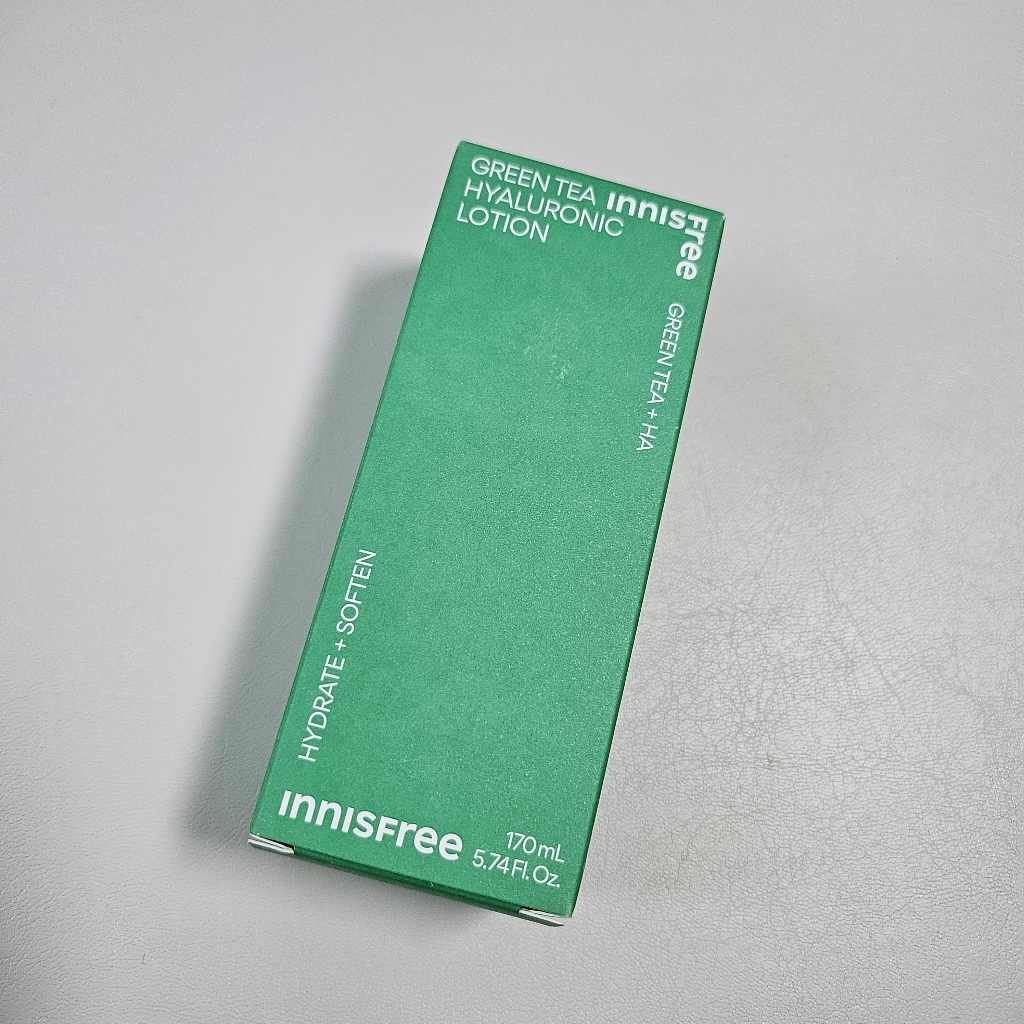 GREEN TEA
HYALURONIC
LOTION
INNISFree
GREEN TEA + HA
HYDRATE + SOFTEN
INNISFree
170 mL
5.74 Fl. Oz.